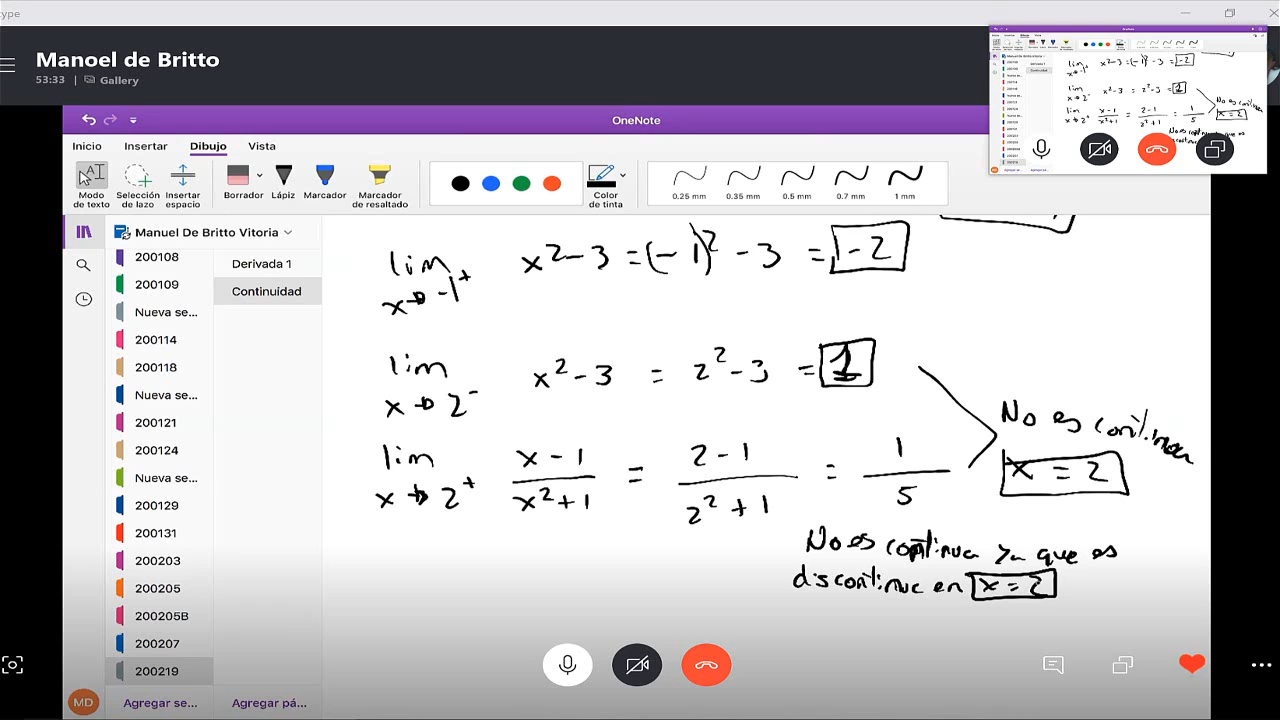 ype
Manoel de Britto
53:33 | Gallery
OneNote
Inicio Insertar Dibujo Vista
Modo de texto
Selección de lazo
Insertar espacio
Borrador
Lápiz
Marcador
Marcador de resaltado
Color de tinta
0.25 mm 0.35 mm 0.5 mm 0.7 mm 1 mm
Manuel De Britto Vitoria
200108
200109
Nueva se...
200114
200118
Nueva se...
200121
200124
Nueva se...
200129
200131
200203
200205
200205B
200207
200219
Agregar se...
Derivada 1
Continuidad
Agregar pá...
MD
lim x→-1⁺ x² - 3 = (-1)² - 3 = -2
lim x→2⁻ x² - 3 = 2² - 3 = 1
lim x→2⁺ (x - 1)/(x² + 1) = (2 - 1)/(2² + 1) = 1/5
No es continua
x = 2
No es continua ya que es
discontinua en x = 2